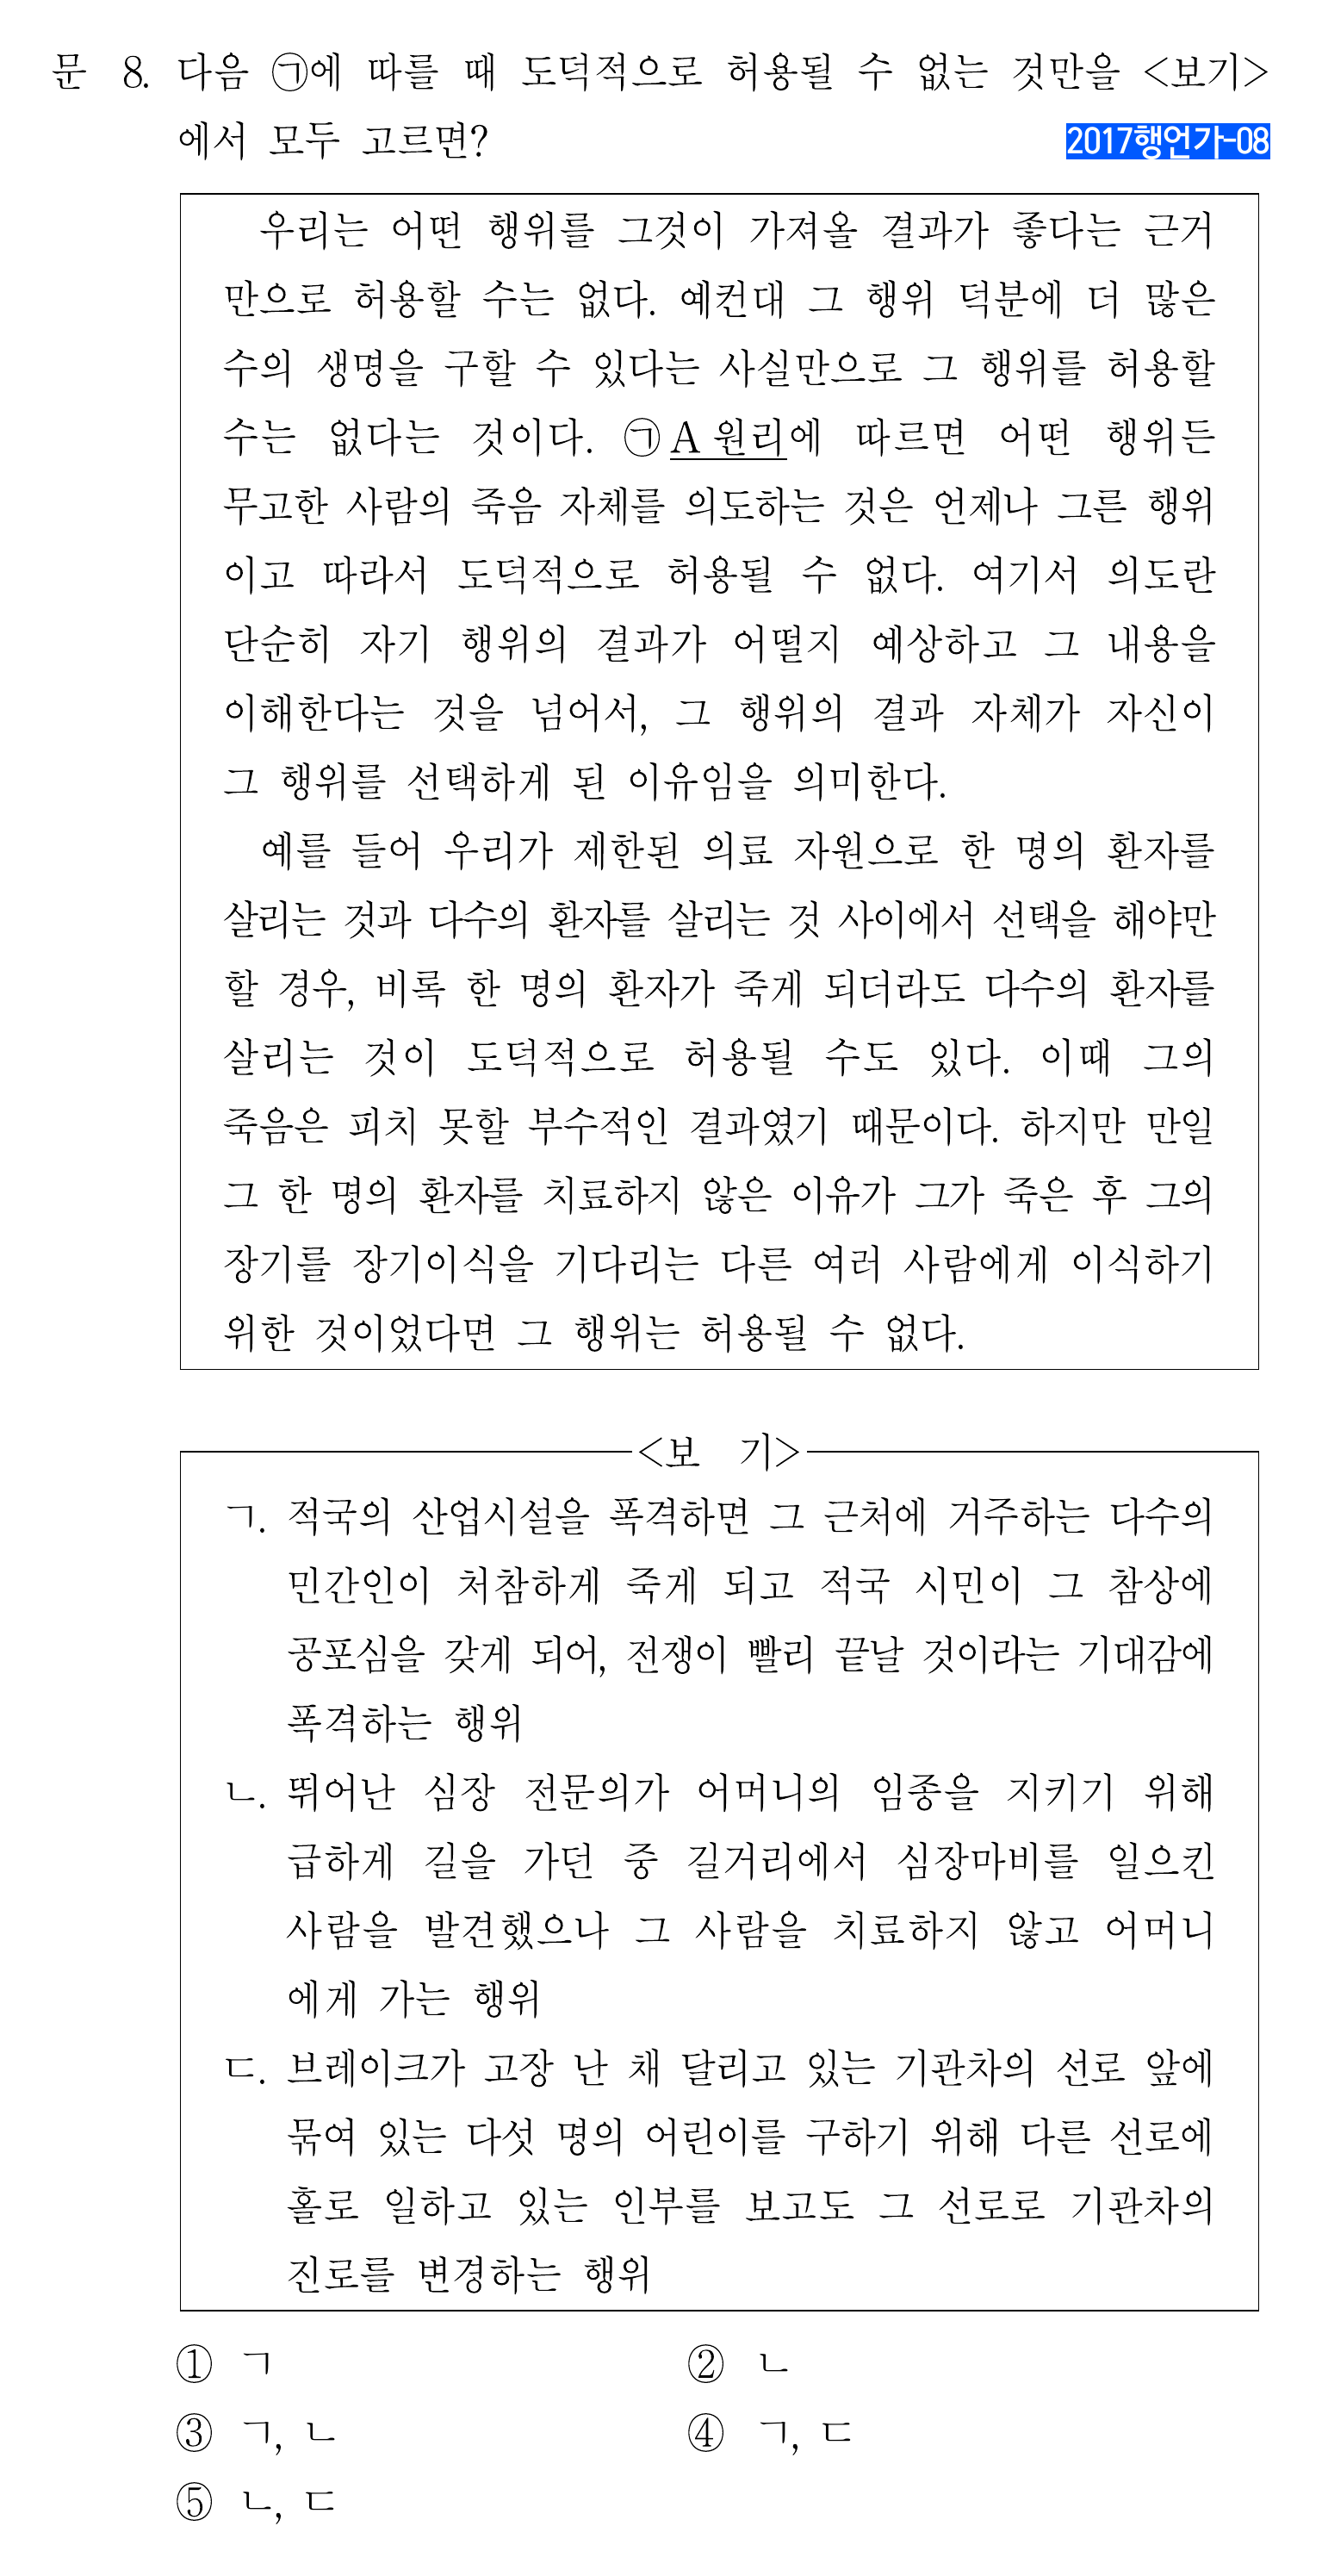 문 8. 다음 ㉠에 따를 때 도덕적으로 허용될 수 없는 것만을 <보기>
에서 모두 고르면?
2017행언가-08
우리는 어떤 행위를 그것이 가져올 결과가 좋다는 근거
만으로 허용할 수는 없다. 예컨대 그 행위 덕분에 더 많은
수의 생명을 구할 수 있다는 사실만으로 그 행위를 허용할
수는 없다는 것이다. ㉠A 원리에 따르면 어떤 행위든
무고한 사람의 죽음 자체를 의도하는 것은 언제나 그른 행위
이고 따라서 도덕적으로 허용될 수 없다. 여기서 의도란
단순히 자기 행위의 결과가 어떨지 예상하고 그 내용을
이해한다는 것을 넘어서, 그 행위의 결과 자체가 자신이
그 행위를 선택하게 된 이유임을 의미한다.
예를 들어 우리가 제한된 의료 자원으로 한 명의 환자를
살리는 것과 다수의 환자를 살리는 것 사이에서 선택을 해야만
할 경우, 비록 한 명의 환자가 죽게 되더라도 다수의 환자를
살리는 것이 도덕적으로 허용될 수도 있다. 이때 그의
죽음은 피치 못할 부수적인 결과였기 때문이다. 하지만 만일
그 한 명의 환자를 치료하지 않은 이유가 그가 죽은 후 그의
장기를 장기이식을 기다리는 다른 여러 사람에게 이식하기
위한 것이었다면 그 행위는 허용될 수 없다.
<보 기>
ㄱ. 적국의 산업시설을 폭격하면 그 근처에 거주하는 다수의
민간인이 처참하게 죽게 되고 적국 시민이 그 참상에
공포심을 갖게 되어, 전쟁이 빨리 끝날 것이라는 기대감에
폭격하는 행위
ㄴ. 뛰어난 심장 전문의가 어머니의 임종을 지키기 위해
급하게 길을 가던 중 길거리에서 심장마비를 일으킨
사람을 발견했으나 그 사람을 치료하지 않고 어머니
에게 가는 행위
ㄷ. 브레이크가 고장 난 채 달리고 있는 기관차의 선로 앞에
묶여 있는 다섯 명의 어린이를 구하기 위해 다른 선로에
홀로 일하고 있는 인부를 보고도 그 선로로 기관차의
진로를 변경하는 행위
① ㄱ ② ㄴ
③ ㄱ, ㄴ ④ ㄱ, ㄷ
⑤ ㄴ, ㄷ